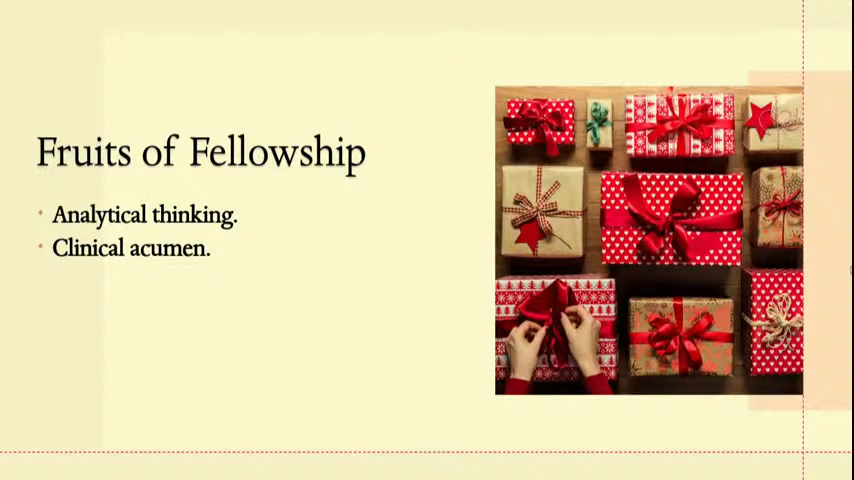 Fruits of Fellowship
• Analytical thinking.
• Clinical acumen.